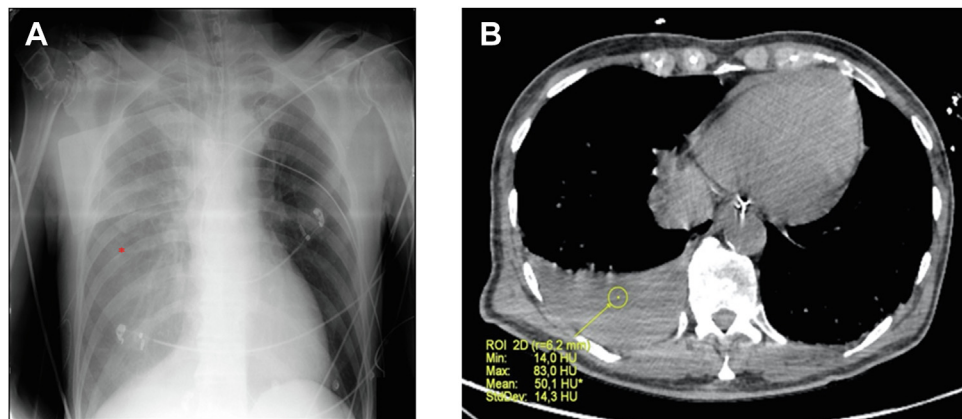 A
B
ROI 2D (r=6,2 mm)
Min: 14,0 HU
Max: 83,0 HU
Mean: 50,1 HU*
StdDev: 14,3 HU